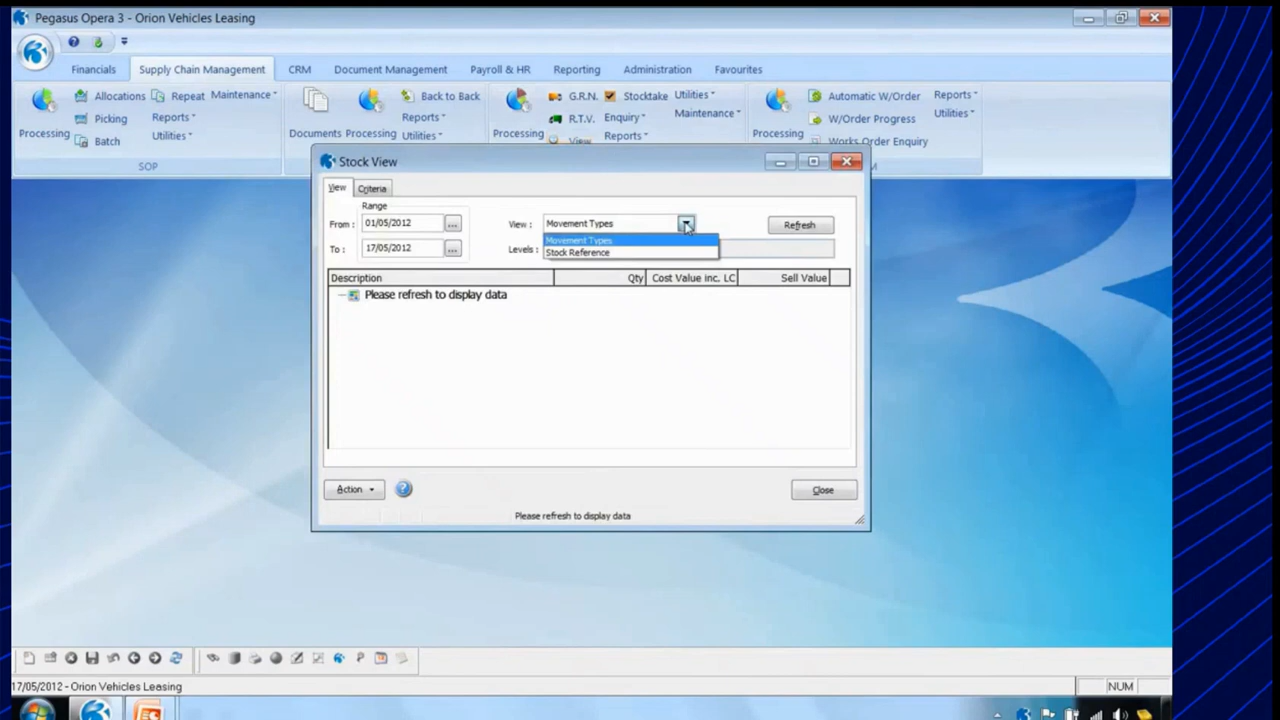 Pegasus Opera 3 - Orion Vehicles Leasing
Financials Supply Chain Management CRM Document Management Payroll & HR Reporting Administration Favourites
Allocations Repeat Maintenance Back to Back G.R.N. Stocktake Utilities Automatic W/Order Reports
Picking Reports Reports R.T.V. Enquiry Maintenance W/Order Progress Utilities
Processing Batch Utilities Documents Processing Utilities Processing View Reports Processing Works Order Enquiry
SOP
Stock View
View Criteria
Range
From : 01/05/2012 ... View : Movement Types Refresh
Movement Types
To : 17/05/2012 ... Levels : Stock Reference
Description Qty Cost Value inc. LC Sell Value
Please refresh to display data
Action Close
Please refresh to display data
17/05/2012 - Orion Vehicles Leasing NUM